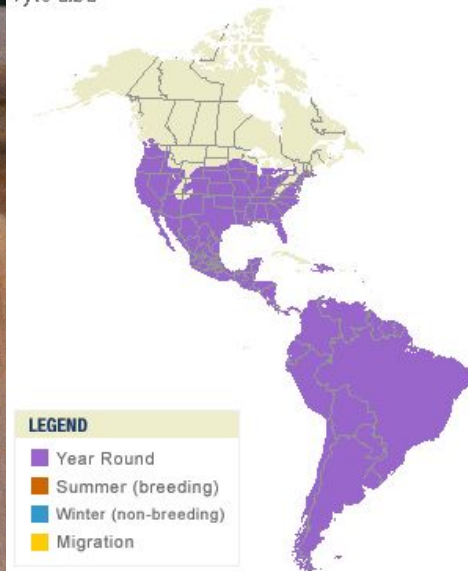 LEGEND
Year Round
Summer (breeding)
Winter (non-breeding)
Migration